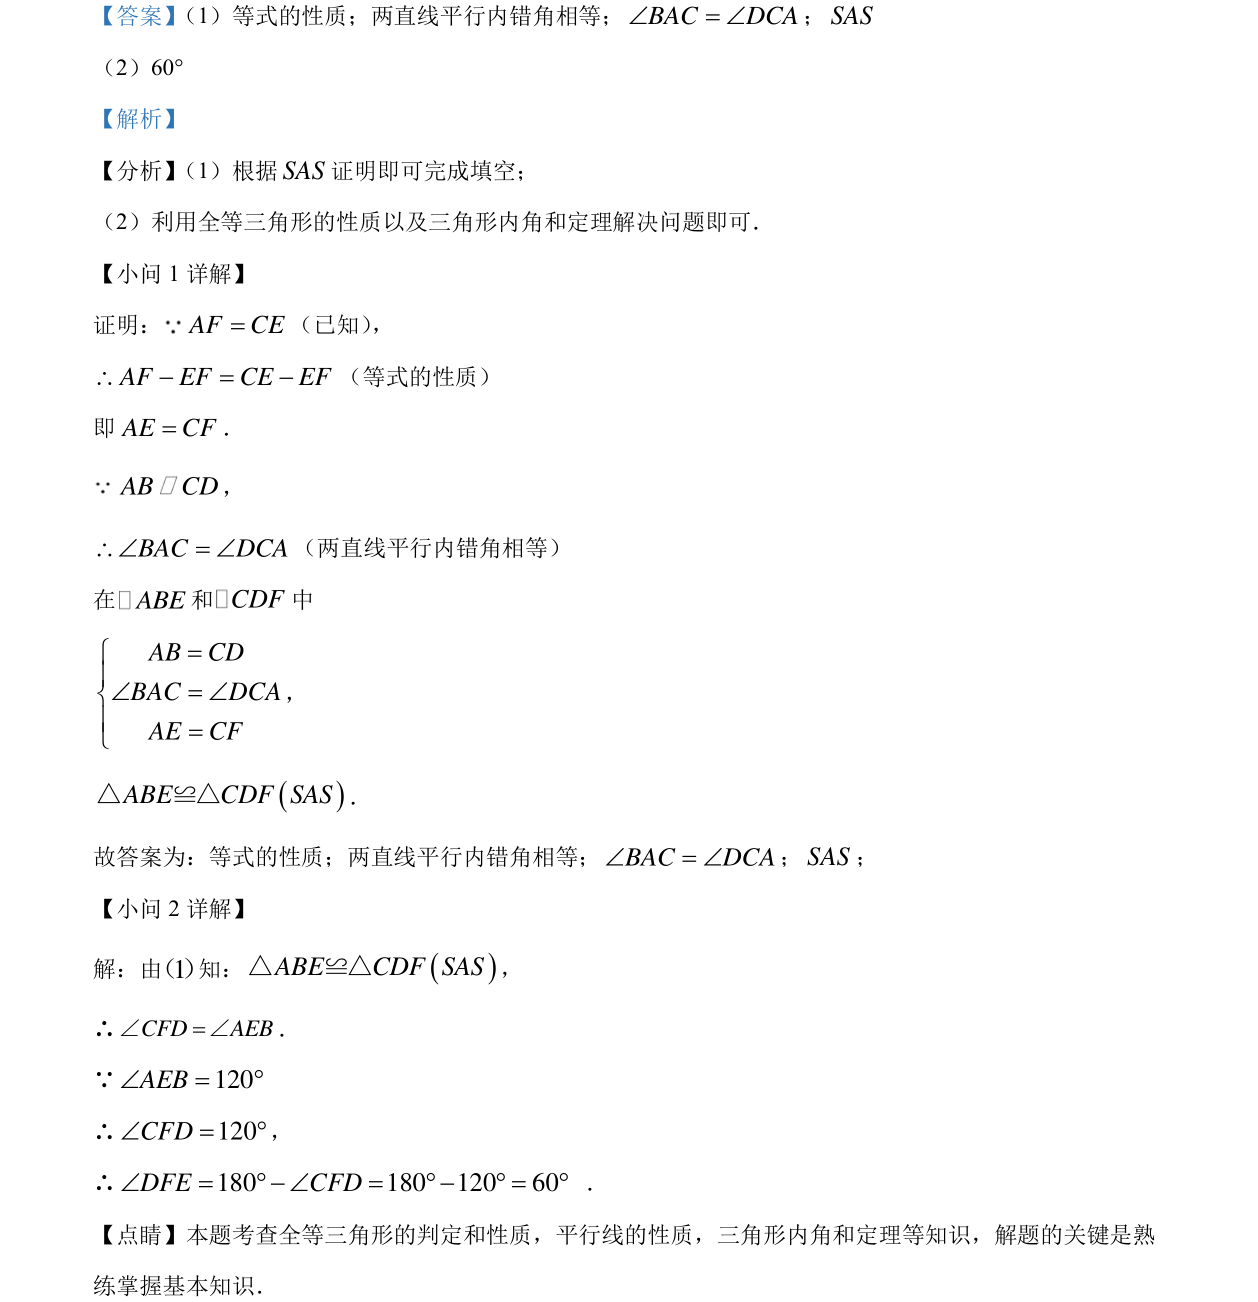 【答案】（1）等式的性质；两直线平行内错角相等；∠BAC = ∠DCA；SAS
（2）60°
【解析】
【分析】（1）根据 SAS 证明即可完成填空；
（2）利用全等三角形的性质以及三角形内角和定理解决问题即可．
【小问 1 详解】
证明：∵ AF = CE（已知），
∴ AF − EF = CE − EF（等式的性质）
即 AE = CF．
∵ AB □ CD，
∴ ∠BAC = ∠DCA（两直线平行内错角相等）
在□ABE 和□CDF 中
AB = CD
∠BAC = ∠DCA，
AE = CF
△ABE≌△CDF(SAS)．
故答案为：等式的性质；两直线平行内错角相等；∠BAC = ∠DCA；SAS；
【小问 2 详解】
解：由(1)知：△ABE≌△CDF(SAS)，
∴ ∠CFD = ∠AEB．
∵ ∠AEB = 120°
∴ ∠CFD = 120°，
∴ ∠DFE = 180° − ∠CFD = 180° − 120° = 60° ．
【点睛】本题考查全等三角形的判定和性质，平行线的性质，三角形内角和定理等知识，解题的关键是熟
练掌握基本知识．